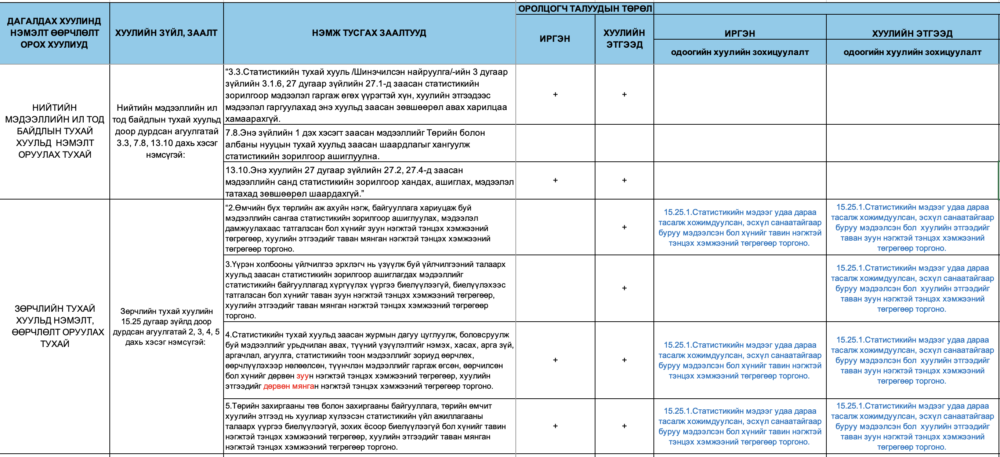 ДАГАЛДАХ ХУУЛИНД
НЭМЭЛТ ӨӨРЧЛӨЛТ
ОРОХ ХУУЛИУД
ХУУЛИЙН ЗҮЙЛ, ЗААЛТ
НЭМЖ ТУСГАХ ЗААЛТУУД
ОРОЛЦОГЧ ТАЛУУДЫН ТӨРӨЛ
ИРГЭН
ХУУЛИЙН
ЭТГЭЭД
ИРГЭН
ХУУЛИЙН ЭТГЭЭД
одоогийн хуулийн зохицуулалт
одоогийн хуулийн зохицуулалт
НИЙТИЙН
МЭДЭЭЛЛИЙН ИЛ ТОД
БАЙДЛЫН ТУХАЙ
ХУУЛЬД НЭМЭЛТ
ОРУУЛАХ ТУХАЙ
Нийтийн мэдээллийн ил
тод байдлын тухай хуульд
доор дурдсан агуулгатай
3.3, 7.8, 13.10 дахь хэсэг
нэмсүгэй:
“3.3.Статистикийн тухай хууль /Шинэчилсэн найруулга/-ийн 3 дугаар
зүйлийн 3.1.6, 27 дугаар зүйлийн 27.1-д заасан статистикийн
зорилгоор мэдээлэл гаргаж өгөх үүрэгтэй хүн, хуулийн этгээдээс
мэдээлэл гаргуулахад энэ хуульд заасан зөвшөөрөл авах харилцаа
хамаарахгүй.
+
+
7.8.Энэ зүйлийн 1 дэх хэсэгт заасан мэдээллийг Төрийн болон
албаны нууцын тухай хуульд заасан шаардлагыг хангуулж
статистикийн зорилгоор ашиглуулна.
13.10.Энэ хуулийн 27 дугаар зүйлийн 27.2, 27.4-д заасан
мэдээллийн санд статистикийн зорилгоор хандах, ашиглах, мэдээлэл
татахад зөвшөөрөл шаардахгүй.”
+
+
ЗӨРЧЛИЙН ТУХАЙ
ХУУЛЬД НЭМЭЛТ,
ӨӨРЧЛӨЛТ ОРУУЛАХ
ТУХАЙ
Зөрчлийн тухай хуулийн
15.25 дугаар зүйлд доор
дурдсан агуулгатай 2, 3, 4, 5
дахь хэсэг нэмсүгэй:
“2.Өмчийн бүх төрлийн аж ахуйн нэгж, байгууллага хариуцаж буй
мэдээллийн сангаа статистикийн зорилгоор ашиглуулах, мэдээлэл
дамжуулахаас татгалзсан бол хүнийг зуун нэгжтэй тэнцэх хэмжээний
төгрөгөөр, хуулийн этгээдийг таван мянган нэгжтэй тэнцэх хэмжээний
төгрөгөөр торгоно.
+
15.25.1.Статистикийн мэдээг удаа дараа
тасалж хожимдуулсан, эсхүл санаатайгаар
буруу мэдээлсэн бол хүнийг тавин нэгжтэй
тэнцэх хэмжээний төгрөгөөр торгоно.
15.25.1.Статистикийн мэдээг удаа дараа
тасалж хожимдуулсан, эсхүл санаатайгаар
буруу мэдээлсэн бол хуулийн этгээдийг
таван зуун нэгжтэй тэнцэх хэмжээний
төгрөгөөр торгоно.
3.Үүрэн холбооны үйлчилгээ эрхлэгч нь үзүүлж буй үйлчилгээний талаарх
хуульд заасан статистикийн зорилгоор ашиглагдах мэдээллийг
статистикийн байгууллагад хүргүүлэх үүргээ биелүүлээгүй, биелүүлэхээс
татгалзсан бол хүнийг таван зуун нэгжтэй тэнцэх хэмжээний төгрөгөөр,
хуулийн этгээдийг таван мянган нэгжтэй тэнцэх хэмжээний төгрөгөөр
торгоно.
+
15.25.1.Статистикийн мэдээг удаа дараа
тасалж хожимдуулсан, эсхүл санаатайгаар
буруу мэдээлсэн бол хуулийн этгээдийг
таван зуун нэгжтэй тэнцэх хэмжээний
төгрөгөөр торгоно.
4.Статистикийн тухай хуульд заасан журмын дагуу цуглуулж, боловсруулж
буй мэдээллийг урьдчилан авах, түүний үзүүлэлтийг нэмэх, хасах, арга зүй,
аргачлал, агуулга, статистикийн тоон мэдээллийг зориуд өөрчлөх,
өөрчлүүлэхээр нөлөөлсөн, түүнчлэн мэдээллийг гаргаж өгсөн, өөрчилсөн
бол хүнийг дөрвөн зуун нэгжтэй тэнцэх хэмжээний төгрөгөөр, хуулийн
этгээдийг дөрвөн мянган нэгжтэй тэнцэх хэмжээний төгрөгөөр торгоно.
+
+
15.25.1.Статистикийн мэдээг удаа дараа
тасалж хожимдуулсан, эсхүл санаатайгаар
буруу мэдээлсэн бол хүнийг тавин нэгжтэй
тэнцэх хэмжээний төгрөгөөр торгоно.
15.25.1.Статистикийн мэдээг удаа дараа
тасалж хожимдуулсан, эсхүл санаатайгаар
буруу мэдээлсэн бол хуулийн этгээдийг
таван зуун нэгжтэй тэнцэх хэмжээний
төгрөгөөр торгоно.
5.Төрийн захиргааны төв болон захиргааны байгууллага, төрийн өмчит
хуулийн этгээд нь хуулиар хүлээсэн статистикийн үйл ажиллагааны
талаарх үүргээ биелүүлээгүй, зохих ёсоор биелүүлээгүй бол хүнийг тавин
нэгжтэй тэнцэх хэмжээний төгрөгөөр, хуулийн этгээдийг таван мянган
нэгжтэй тэнцэх хэмжээний төгрөгөөр торгоно.
+
+
15.25.1.Статистикийн мэдээг удаа дараа
тасалж хожимдуулсан, эсхүл санаатайгаар
буруу мэдээлсэн бол хүнийг тавин нэгжтэй
тэнцэх хэмжээний төгрөгөөр торгоно.
15.25.1.Статистикийн мэдээг удаа дараа
тасалж хожимдуулсан, эсхүл санаатайгаар
буруу мэдээлсэн бол хуулийн этгээдийг
таван зуун нэгжтэй тэнцэх хэмжээний
төгрөгөөр торгоно.